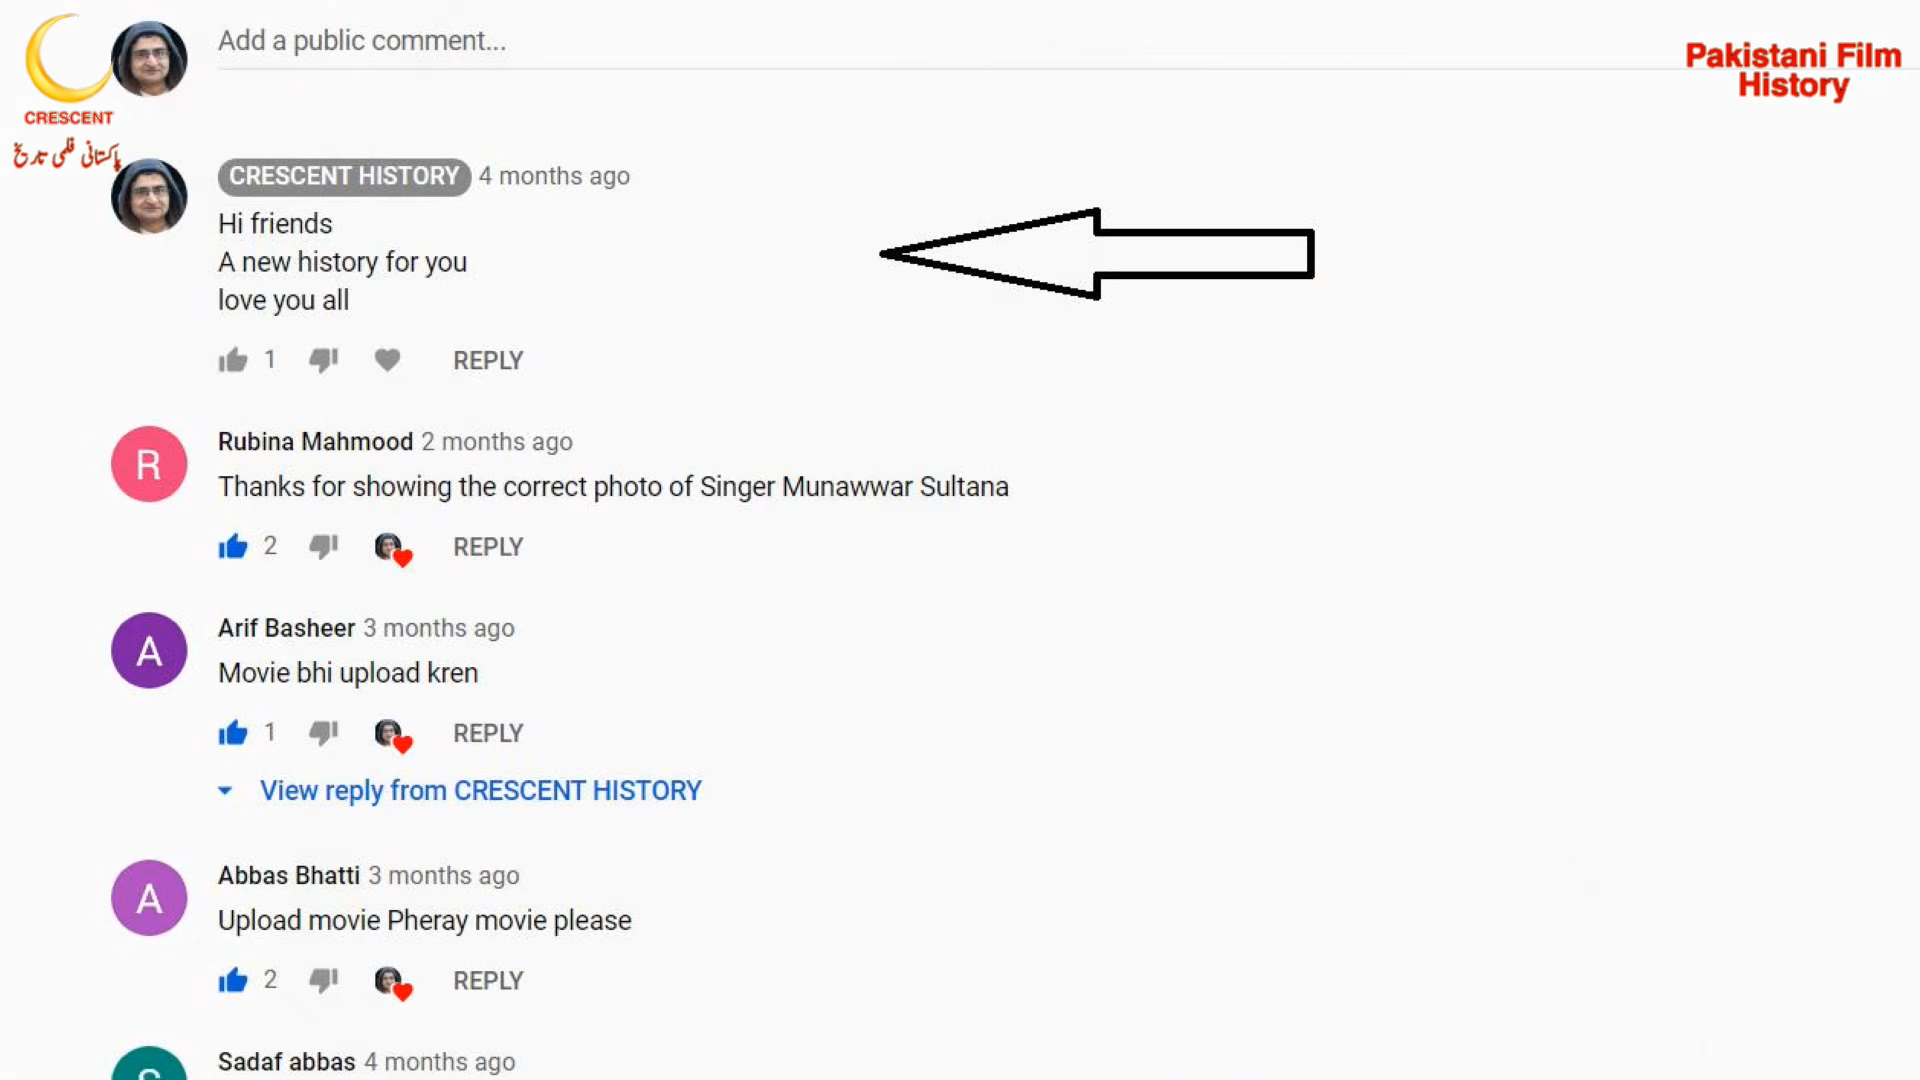 Add a public comment...
Pakistani Film
History
CRESCENT
پاکستانی فلمی تاریخ
CRESCENT HISTORY 4 months ago
Hi friends
A new history for you
love you all
1 REPLY
R
Rubina Mahmood 2 months ago
Thanks for showing the correct photo of Singer Munawwar Sultana
2 REPLY
A
Arif Basheer 3 months ago
Movie bhi upload kren
1 REPLY
View reply from CRESCENT HISTORY
A
Abbas Bhatti 3 months ago
Upload movie Pheray movie please
2 REPLY
S
Sadaf abbas 4 months ago